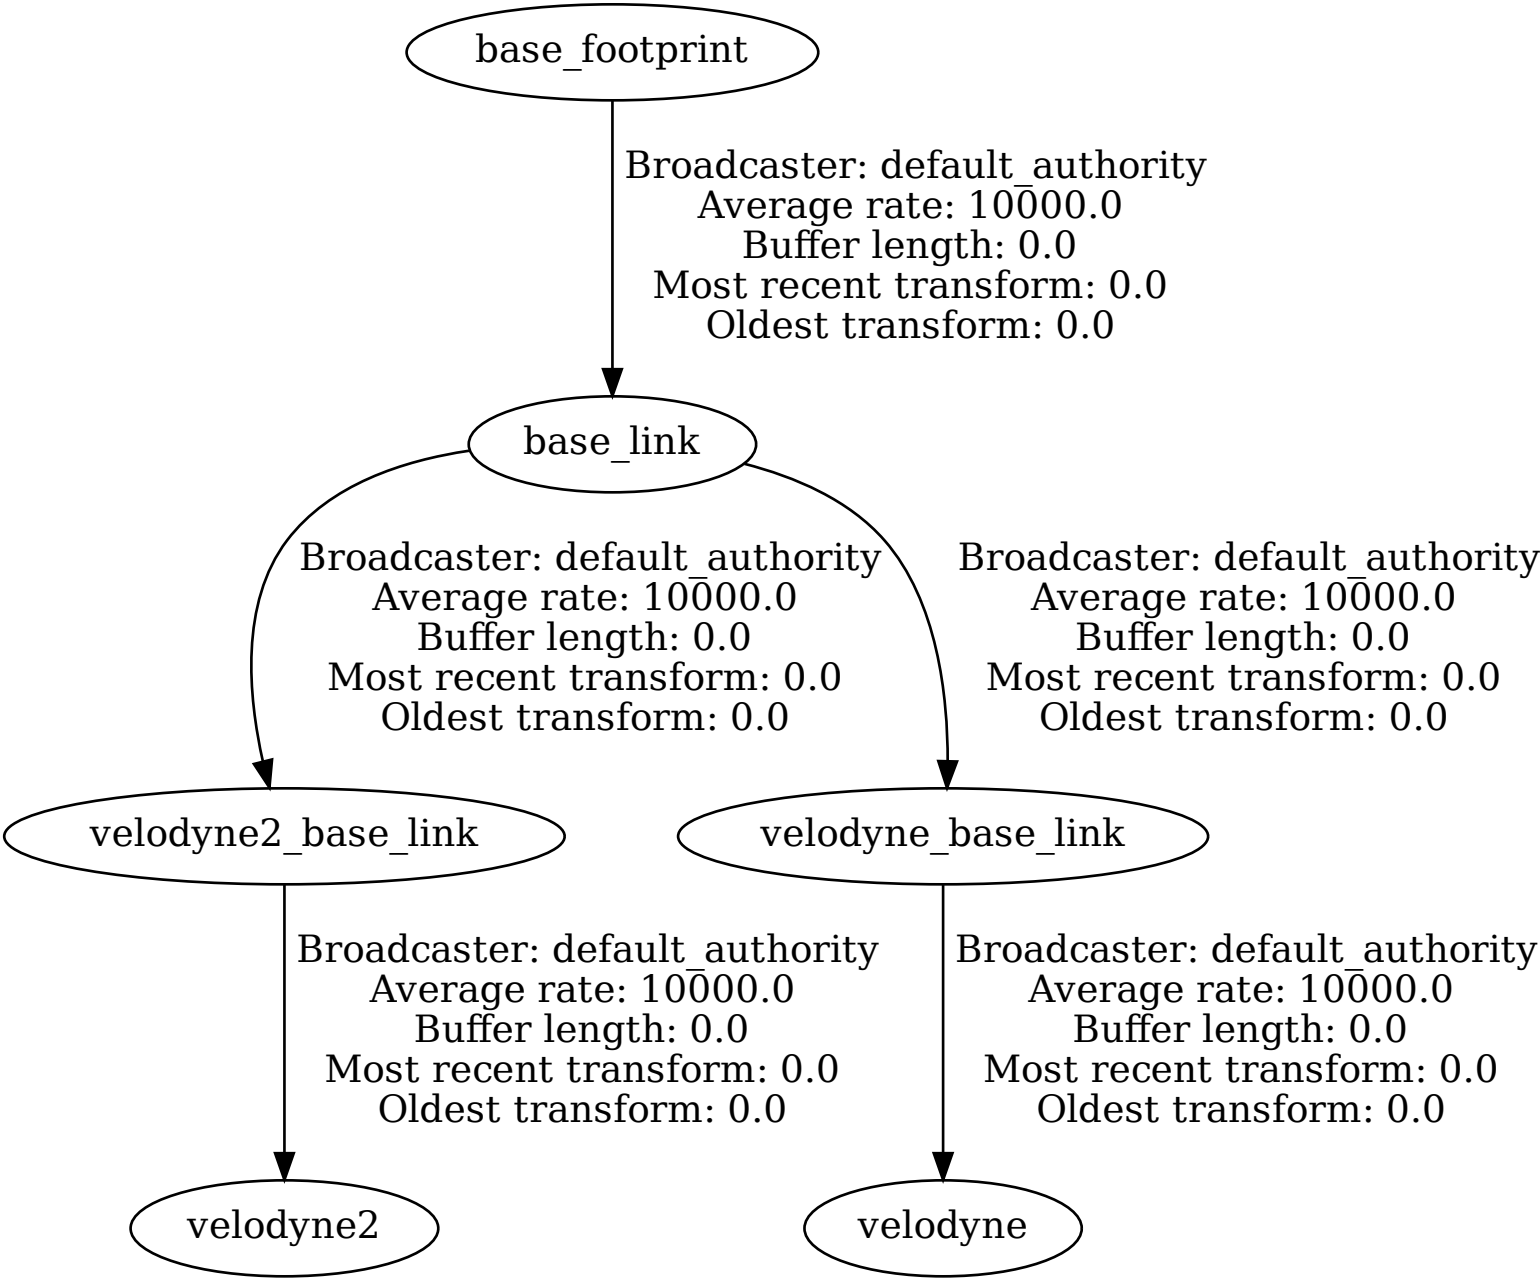 base_footprint
Broadcaster: default_authority
Average rate: 10000.0
Buffer length: 0.0
Most recent transform: 0.0
Oldest transform: 0.0
base_link
Broadcaster: default_authority
Average rate: 10000.0
Buffer length: 0.0
Most recent transform: 0.0
Oldest transform: 0.0
Broadcaster: default_authority
Average rate: 10000.0
Buffer length: 0.0
Most recent transform: 0.0
Oldest transform: 0.0
velodyne2_base_link
velodyne_base_link
Broadcaster: default_authority
Average rate: 10000.0
Buffer length: 0.0
Most recent transform: 0.0
Oldest transform: 0.0
Broadcaster: default_authority
Average rate: 10000.0
Buffer length: 0.0
Most recent transform: 0.0
Oldest transform: 0.0
velodyne2
velodyne